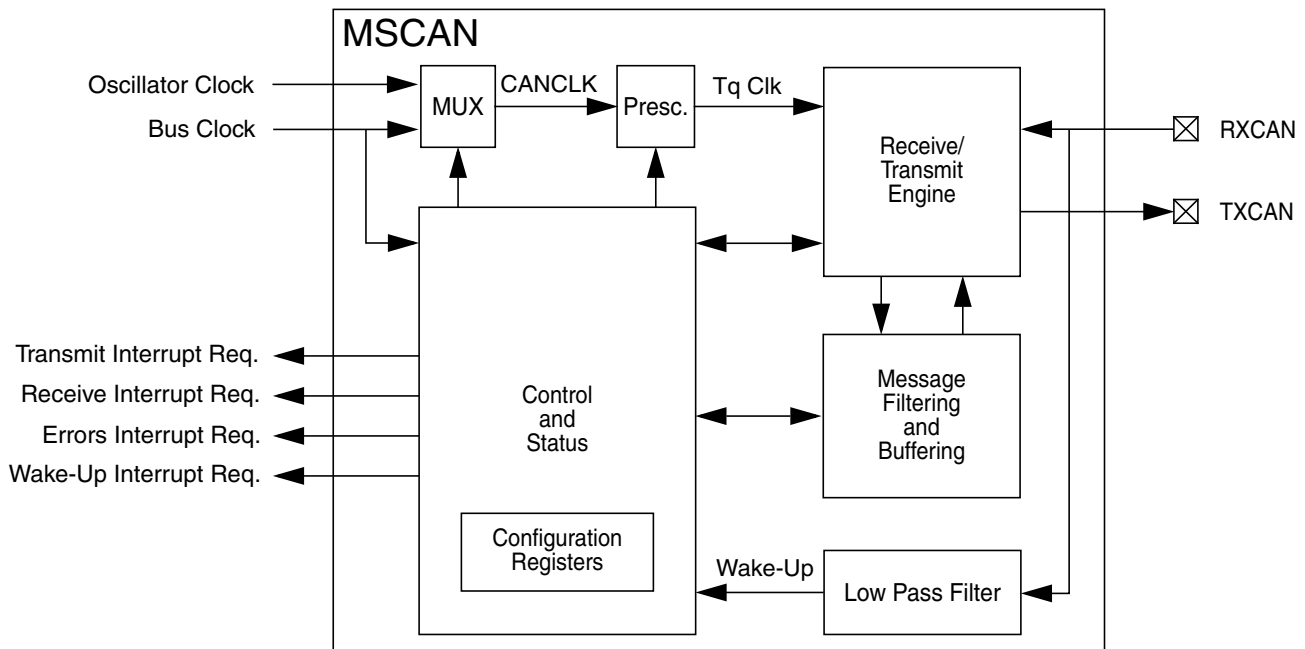 MSCAN
Oscillator Clock
Bus Clock
MUX
CANCLK
Presc.
Tq Clk
Receive/
Transmit
Engine
RXCAN
TXCAN
Transmit Interrupt Req.
Receive Interrupt Req.
Errors Interrupt Req.
Wake-Up Interrupt Req.
Control
and
Status
Message
Filtering
and
Buffering
Configuration
Registers
Wake-Up
Low Pass Filter